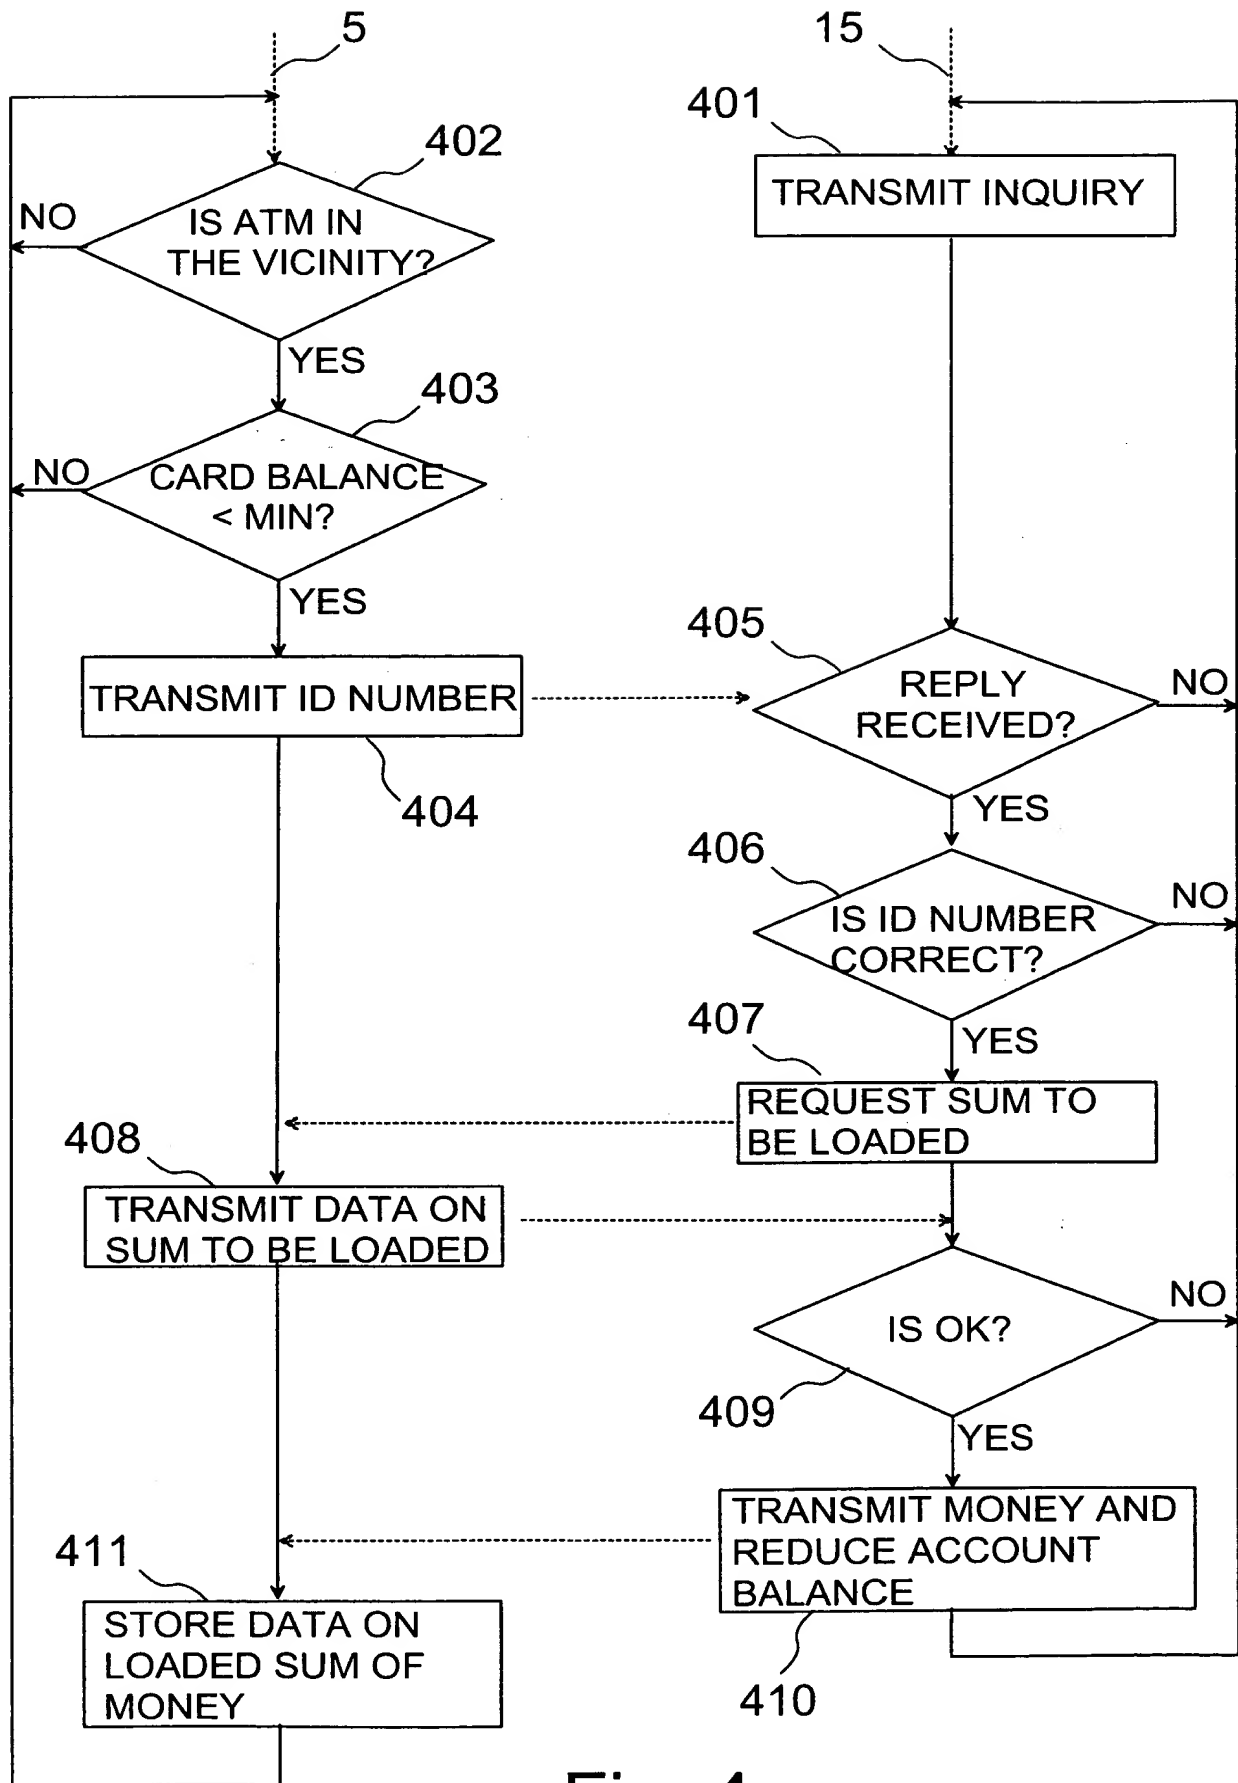 5
15
401
402
TRANSMIT INQUIRY
NO
IS ATM IN
THE VICINITY?
YES
403
NO
CARD BALANCE
< MIN?
YES
405
TRANSMIT ID NUMBER
REPLY
RECEIVED?
NO
404
YES
406
IS ID NUMBER
CORRECT?
NO
YES
407
REQUEST SUM TO
BE LOADED
408
TRANSMIT DATA ON
SUM TO BE LOADED
IS OK?
NO
409
YES
TRANSMIT MONEY AND
REDUCE ACCOUNT
BALANCE
411
STORE DATA ON
LOADED SUM OF
MONEY
410